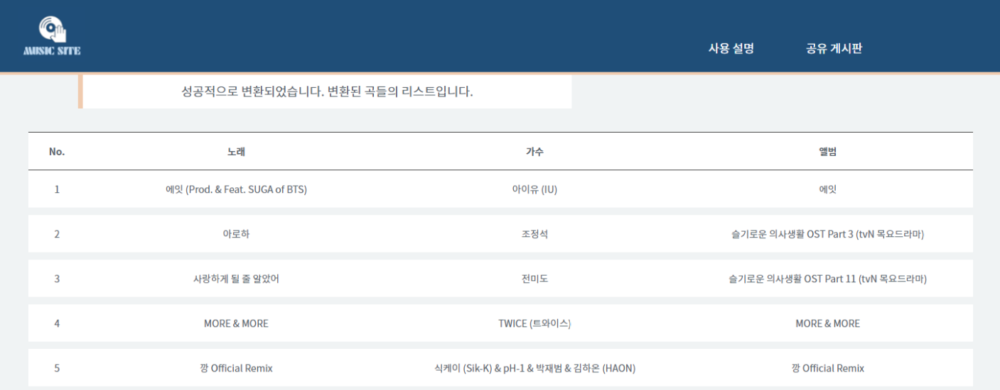 MUSIC SITE
사용 설명 공유 게시판
성공적으로 변환되었습니다. 변환된 곡들의 리스트입니다.
No. 노래 가수 앨범
1 에잇 (Prod. & Feat. SUGA of BTS) 아이유 (IU) 에잇
2 아로하 조정석 슬기로운 의사생활 OST Part 3 (tvN 목요드라마)
3 사랑하게 될 줄 알았어 전미도 슬기로운 의사생활 OST Part 11 (tvN 목요드라마)
4 MORE & MORE TWICE (트와이스) MORE & MORE
5 깡 Official Remix 식케이 (Sik-K) & pH-1 & 박재범 & 김하온 (HAON) 깡 Official Remix